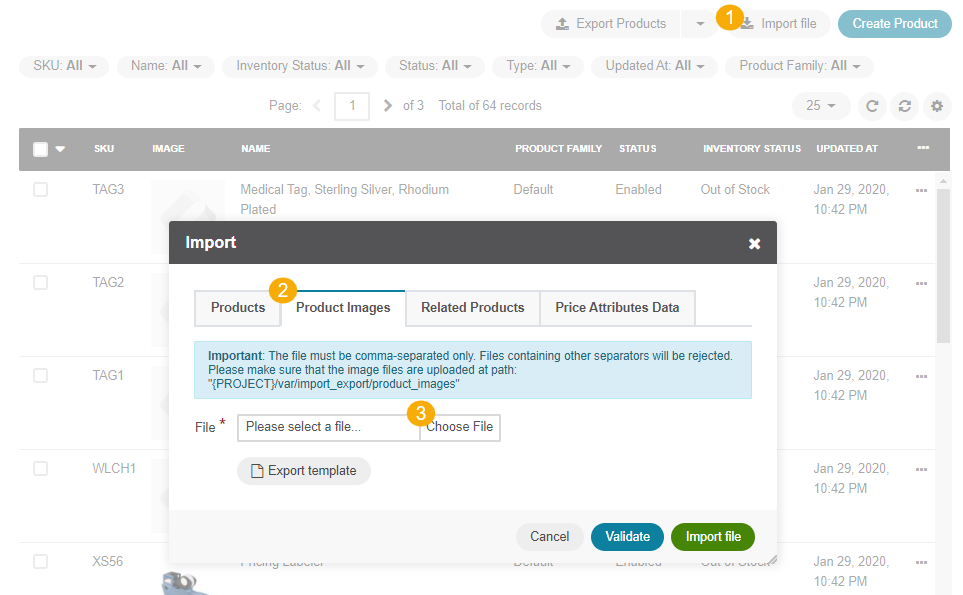 Export Products
1
Import file
Create Product
SKU: All
Name: All
Inventory Status: All
Status: All
Type: All
Updated At: All
Product Family: All
Page:
1
of 3
Total of 64 records
25
SKU
IMAGE
NAME
PRODUCT FAMILY
STATUS
INVENTORY STATUS
UPDATED AT
TAG3
Medical Tag, Sterling Silver, Rhodium
Plated
Default
Enabled
Out of Stock
Jan 29, 2020,
10:42 PM
Import
TAG2
Jan 29, 2020,
10:42 PM
2
Products
Product Images
Related Products
Price Attributes Data
Important: The file must be comma-separated only. Files containing other separators will be rejected.
Please make sure that the image files are uploaded at path:
"{PROJECT}/var/import_export/product_images"
TAG1
Jan 29, 2020,
10:42 PM
3
File *
Please select a file...
Choose File
Export template
WLCH1
Jan 29, 2020,
10:42 PM
Cancel
Validate
Import file
XS56
Pricing Labeler
Default
Enabled
Out of Stock
Jan 29, 2020,
10:42 PM